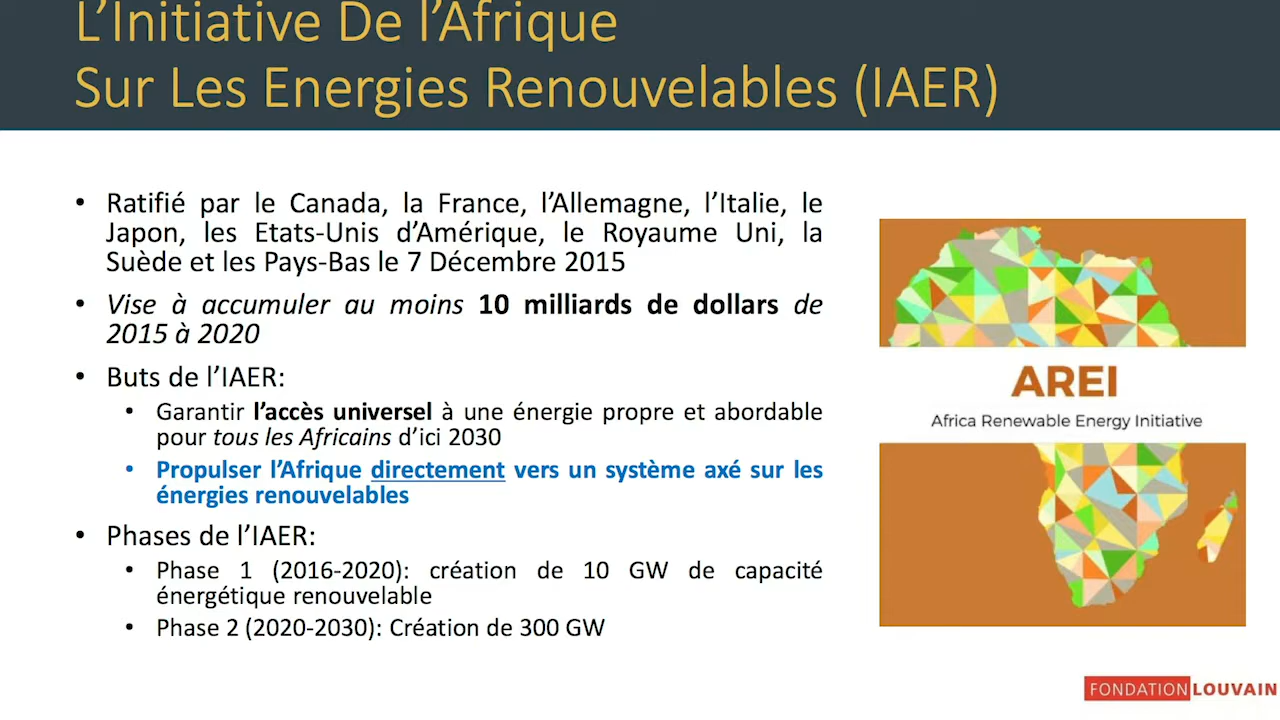 L’Initiative De l’Afrique
Sur Les Energies Renouvelables (IAER)
• Ratifié par le Canada, la France, l’Allemagne, l’Italie, le
Japon, les Etats-Unis d’Amérique, le Royaume Uni, la
Suède et les Pays-Bas le 7 Décembre 2015
• Vise à accumuler au moins 10 milliards de dollars de
2015 à 2020
• Buts de l’IAER:
• Garantir l’accès universel à une énergie propre et abordable
pour tous les Africains d’ici 2030
• Propulser l’Afrique directement vers un système axé sur les
énergies renouvelables
• Phases de l’IAER:
• Phase 1 (2016-2020): création de 10 GW de capacité
énergétique renouvelable
• Phase 2 (2020-2030): Création de 300 GW
AREI
Africa Renewable Energy Initiative
FONDATION LOUVAIN